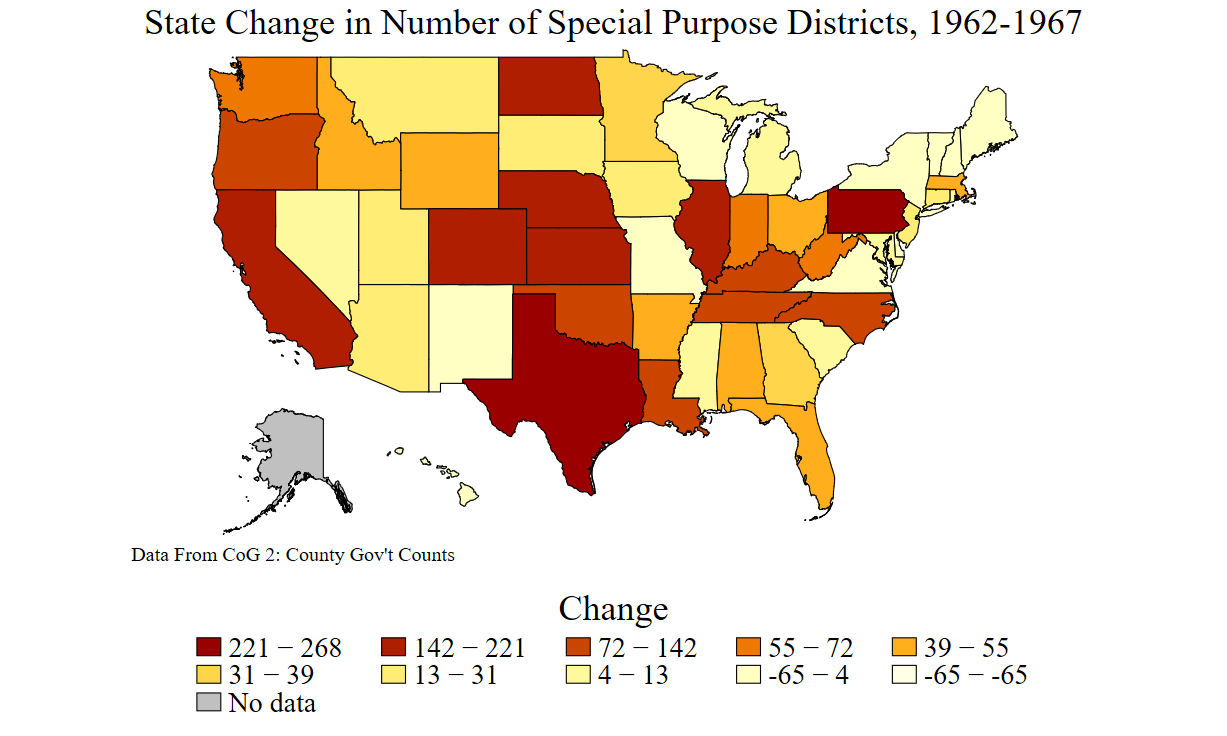 State Change in Number of Special Purpose Districts, 1962-1967
Data From CoG 2: County Gov't Counts
Change
221 − 268 142 − 221 72 − 142 55 − 72 39 − 55
31 − 39 13 − 31 4 − 13 -65 − 4 -65 − -65
No data